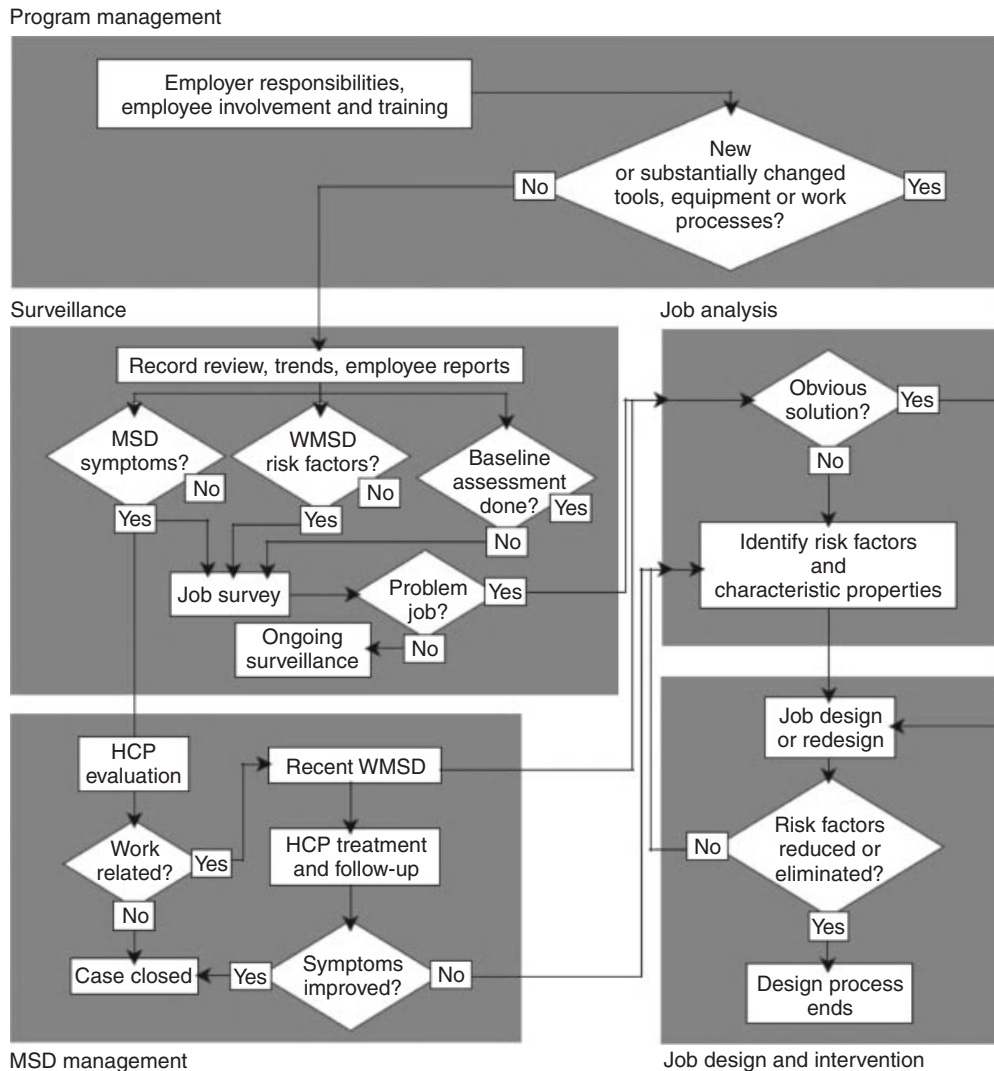 Program management
Employer responsibilities,
employee involvement and training
New
or substantially changed
tools, equipment or work
processes?
No
Yes
Surveillance
Record review, trends, employee reports
MSD
symptoms?
No
Yes
WMSD
risk factors?
No
Yes
Baseline
assessment
done?
Yes
No
Job survey
Problem
job?
Yes
No
Ongoing
surveillance
Job analysis
Obvious
solution?
Yes
No
Identify risk factors
and
characteristic properties
HCP
evaluation
Work
related?
Yes
No
Case closed
Recent WMSD
HCP treatment
and follow-up
Symptoms
improved?
Yes
No
MSD management
Job design
or redesign
Risk factors
reduced or
eliminated?
No
Yes
Design process
ends
Job design and intervention